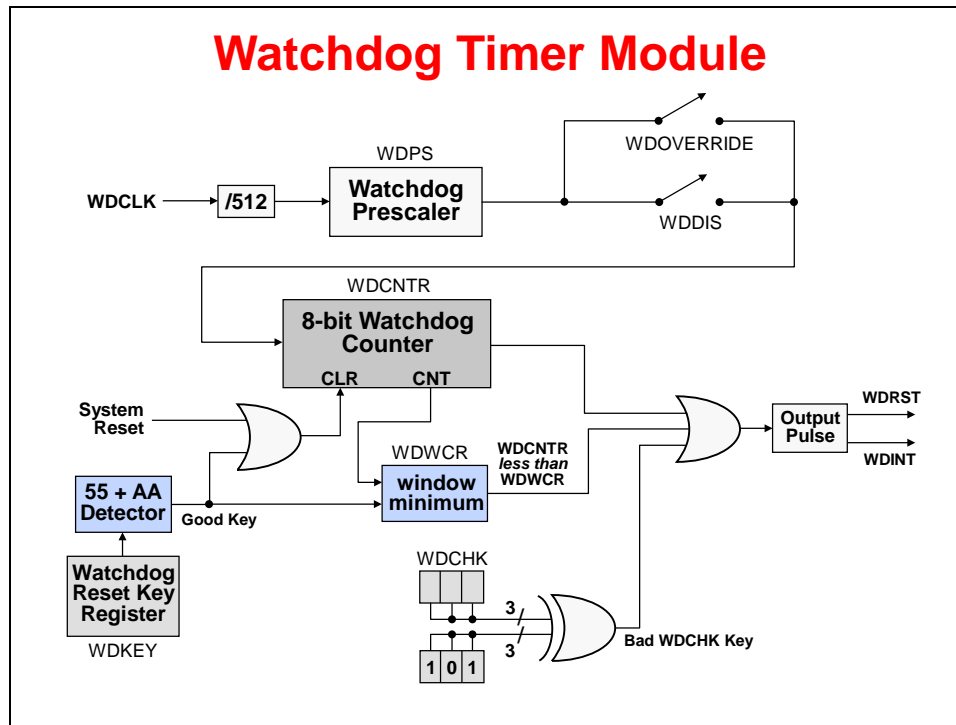 Watchdog Timer Module
WDOVERRIDE
WDPS
WDCLK
/512
Watchdog
Prescaler
WDDIS
WDCNTR
8-bit Watchdog
Counter
CLR
CNT
System
Reset
WDRST
Output
Pulse
WDINT
WDWCR
window
minimum
WDCNTR
less than
WDWCR
55 + AA
Detector
Good Key
Watchdog
Reset Key
Register
WDKEY
WDCHK
3
3
1 0 1
Bad WDCHK Key